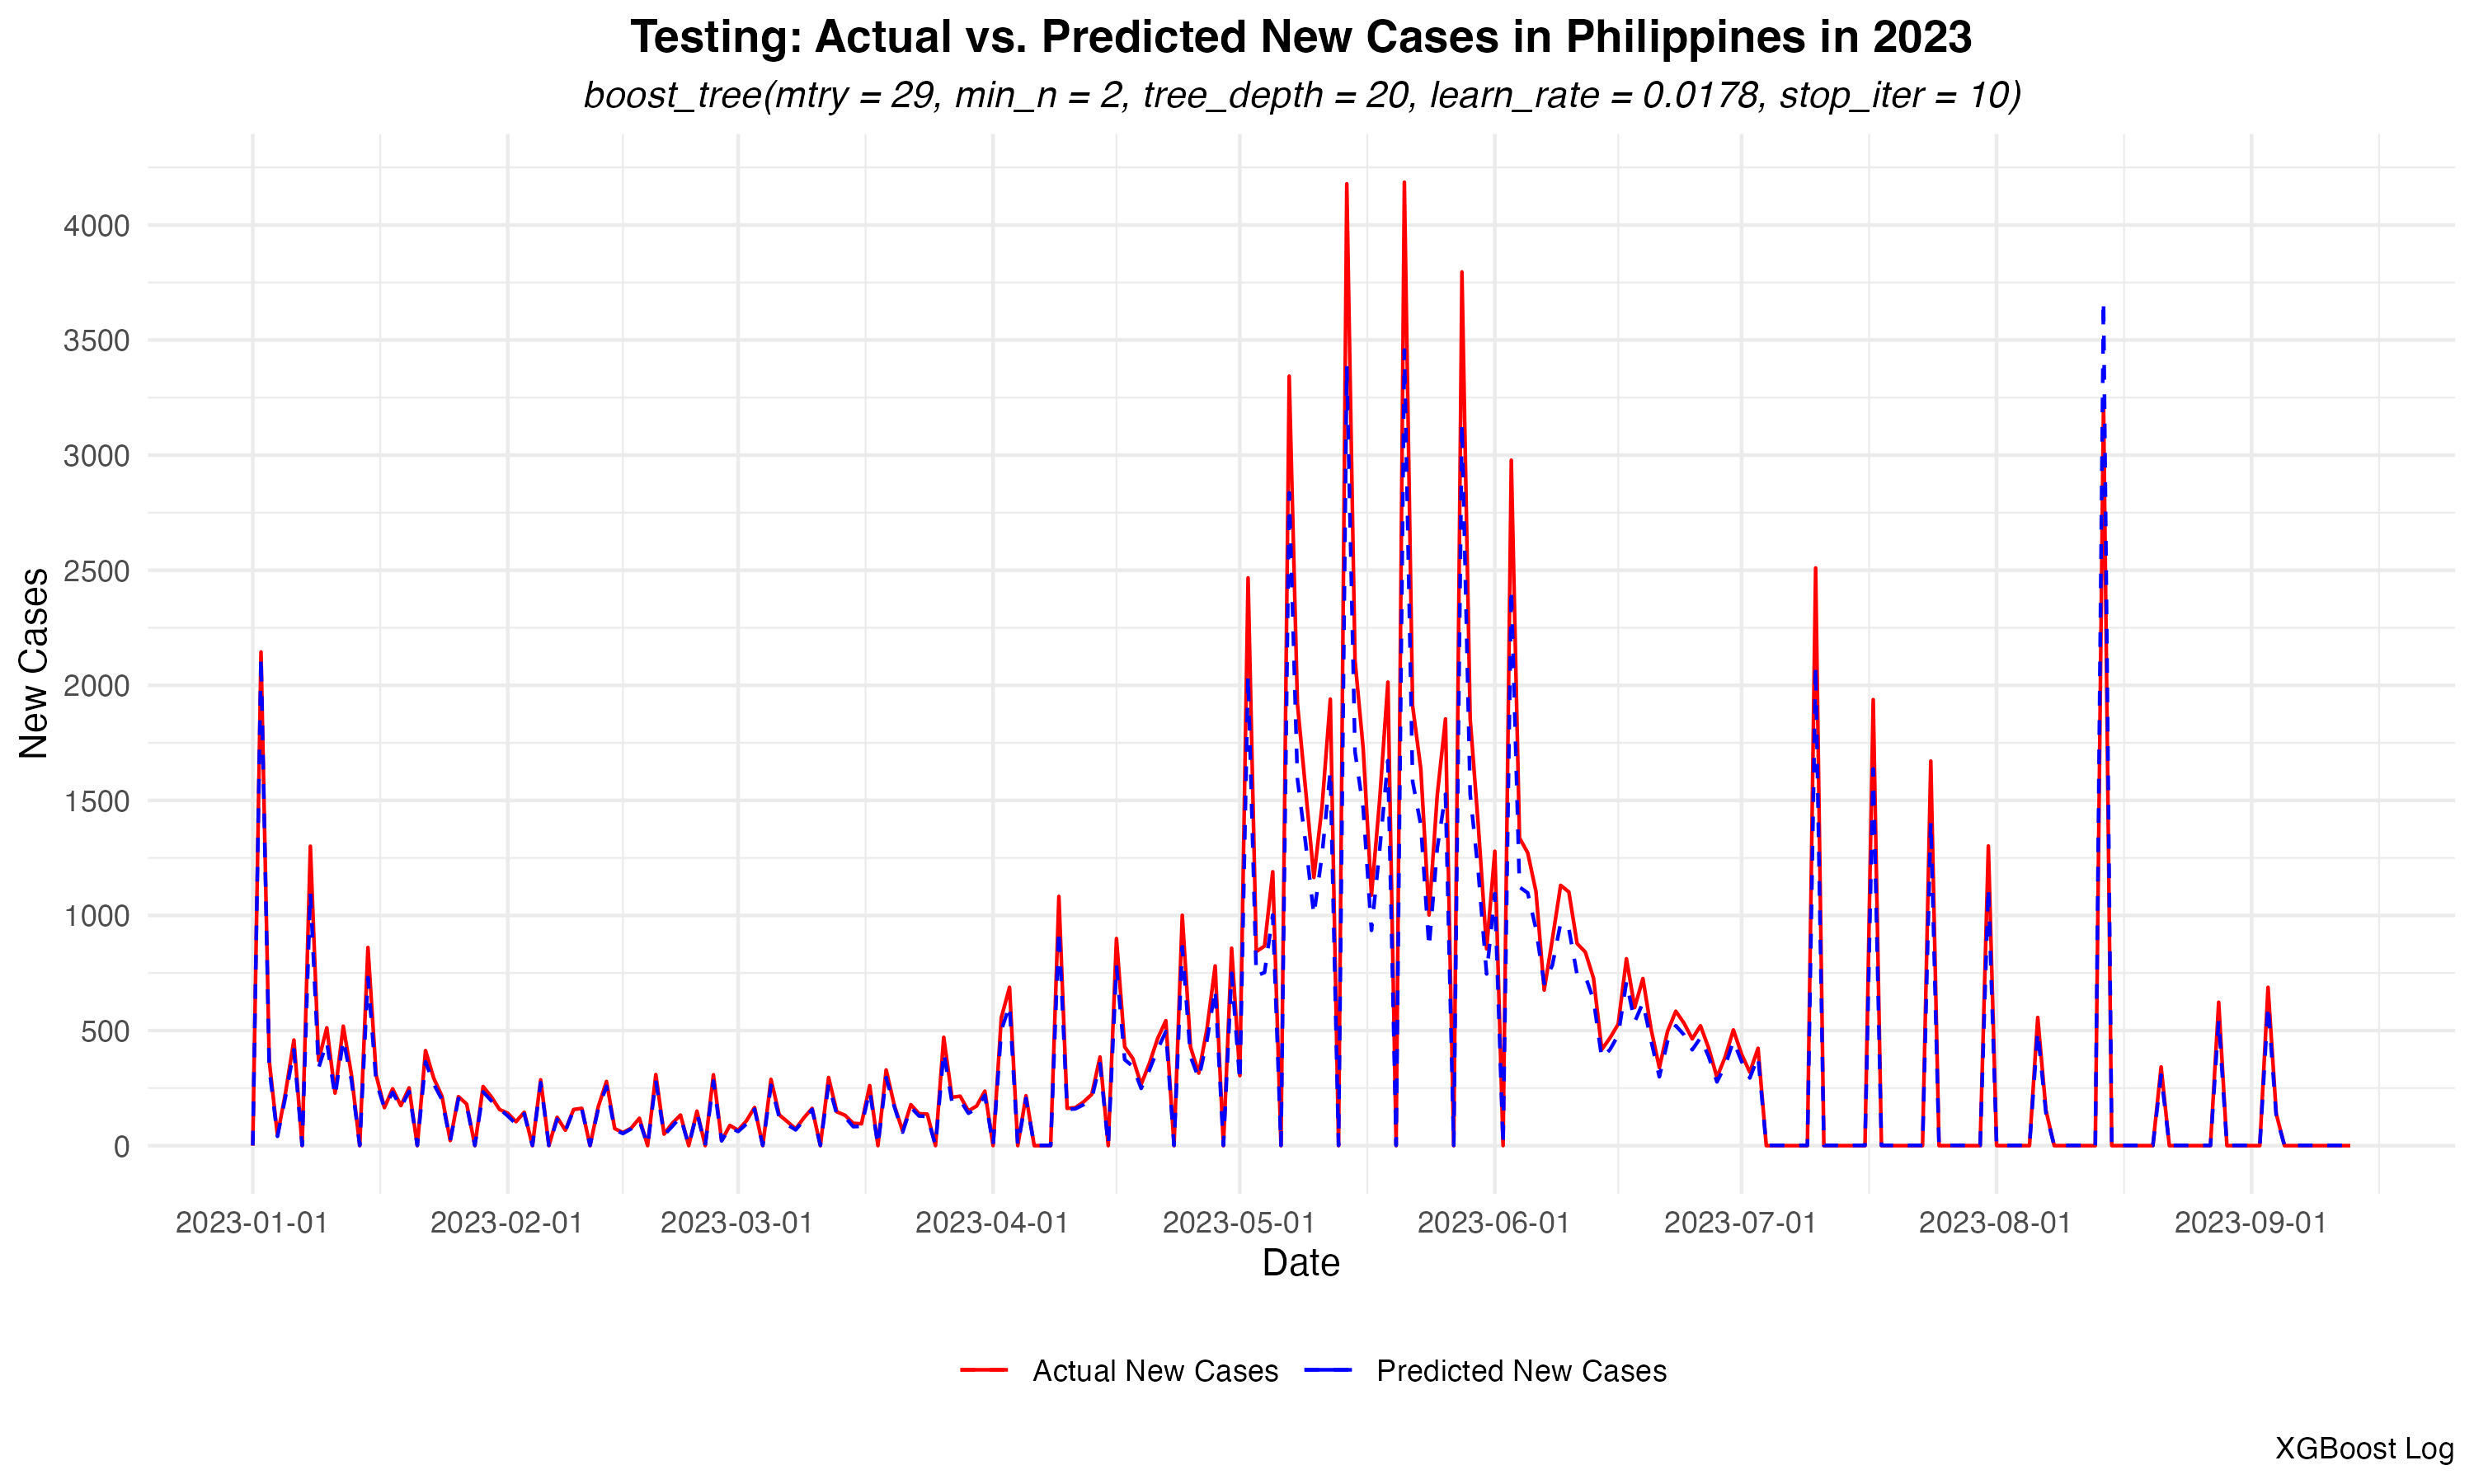 Testing: Actual vs. Predicted New Cases in Philippines in 2023
boost_tree(mtry = 29, min_n = 2, tree_depth = 20, learn_rate = 0.0178, stop_iter = 10)
New Cases
4000
3500
3000
2500
2000
1500
1000
500
0
2023-01-01 2023-02-01 2023-03-01 2023-04-01 2023-05-01 2023-06-01 2023-07-01 2023-08-01 2023-09-01
Date
Actual New Cases Predicted New Cases
XGBoost Log